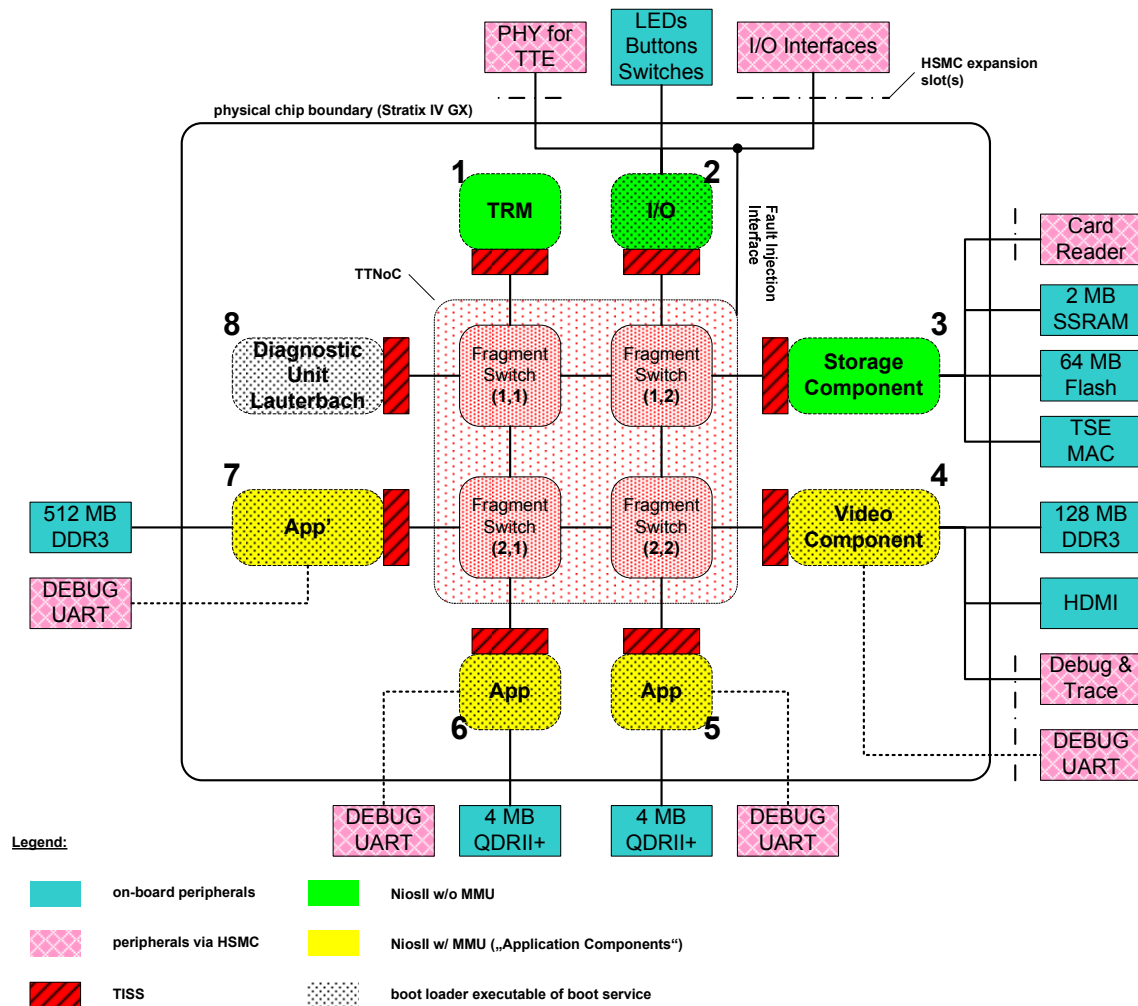 PHY for
TTE
LEDs
Buttons
Switches
I/O Interfaces
HSMC expansion
slot(s)
physical chip boundary (Stratix IV GX)
1
TRM
2
I/O
Fault Injection
Interface
TTNoC
Card
Reader
2 MB
SSRAM
64 MB
Flash
TSE
MAC
8
Diagnostic
Unit
Lauterbach
Fragment
Switch
(1,1)
Fragment
Switch
(1,2)
3
Storage
Component
7
App'
512 MB
DDR3
DEBUG
UART
Fragment
Switch
(2,1)
Fragment
Switch
(2,2)
4
Video
Component
128 MB
DDR3
HDMI
Debug &
Trace
DEBUG
UART
App
6
App
5
DEBUG
UART
4 MB
QDRII+
4 MB
QDRII+
DEBUG
UART
Legend:
on-board peripherals
NiosII w/o MMU
peripherals via HSMC
NiosII w/ MMU („Application Components“)
TISS
boot loader executable of boot service